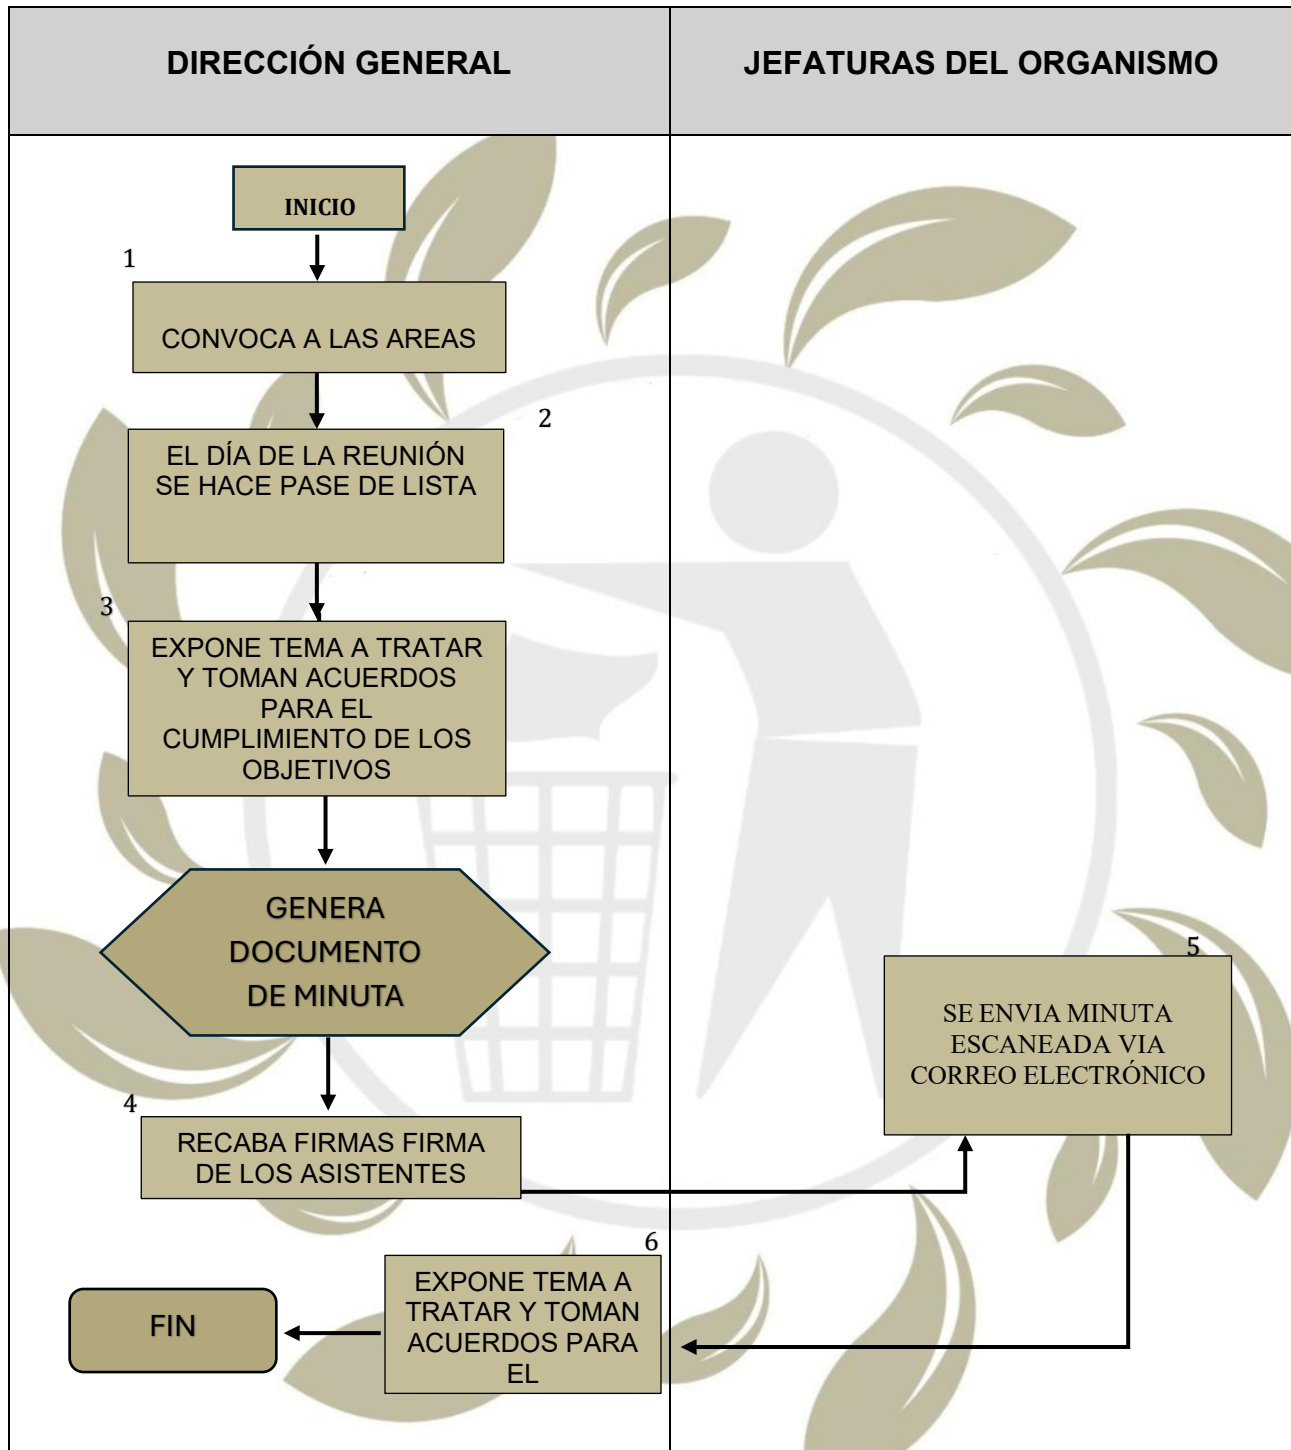 DIRECCIÓN GENERAL
JEFATURAS DEL ORGANISMO
INICIO
1
CONVOCA A LAS AREAS
2
EL DÍA DE LA REUNIÓN
SE HACE PASE DE LISTA
3
EXPONE TEMA A TRATAR
Y TOMAN ACUERDOS
PARA EL
CUMPLIMIENTO DE LOS
OBJETIVOS
GENERA
DOCUMENTO
DE MINUTA
4
RECABA FIRMAS FIRMA
DE LOS ASISTENTES
5
SE ENVIA MINUTA
ESCANEADA VIA
CORREO ELECTRÓNICO
6
EXPONE TEMA A
TRATAR Y TOMAN
ACUERDOS PARA
EL
FIN